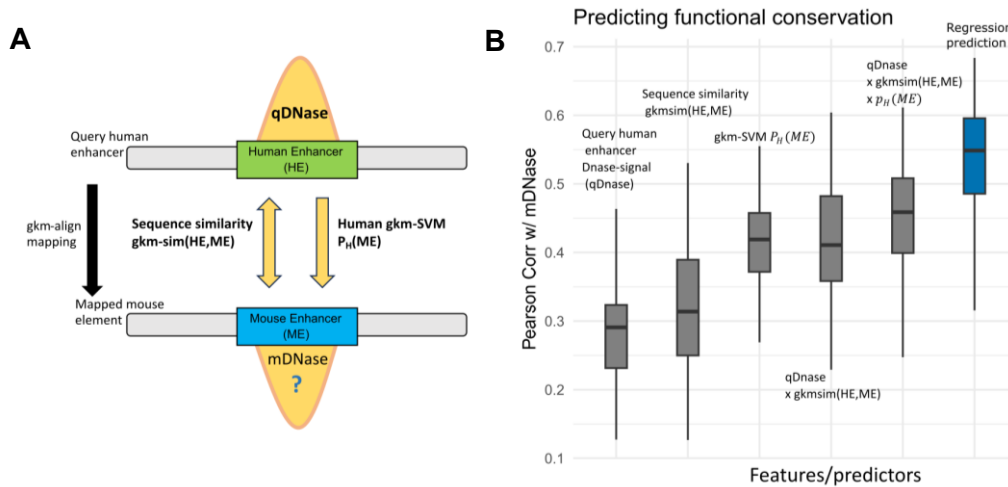 A
qDNase
Query human
enhancer
Human Enhancer
(HE)
gkm-align
mapping
Sequence similarity
gkm-sim(HE,ME)
Human gkm-SVM
PH(ME)
Mapped mouse
element
Mouse Enhancer
(ME)
mDNase
?
B
Predicting functional conservation
Pearson Corr w/ mDNase
0.7
0.6
0.5
0.4
0.3
0.2
0.1
Query human
enhancer
Dnase-signal
(qDnase)
Sequence similarity
gkmsim(HE,ME)
gkm-SVM PH(ME)
qDnase
x gkmsim(HE,ME)
qDnase
x gkmsim(HE,ME)
x pH(ME)
Regression
prediction
Features/predictors